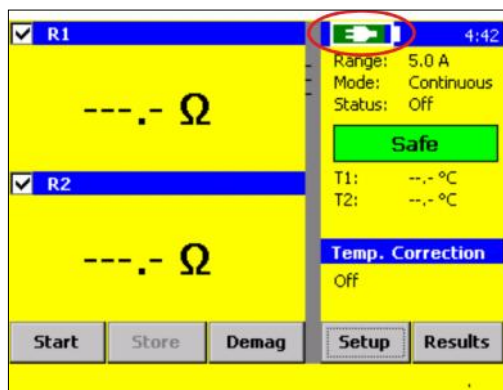 R1
---.- Ω
R2
---.- Ω
4:42
Range: 5.0 A
Mode: Continuous
Status: Off
Safe
T1: --.- °C
T2: --.- °C
Temp. Correction
Off
Start Store Demag Setup Results